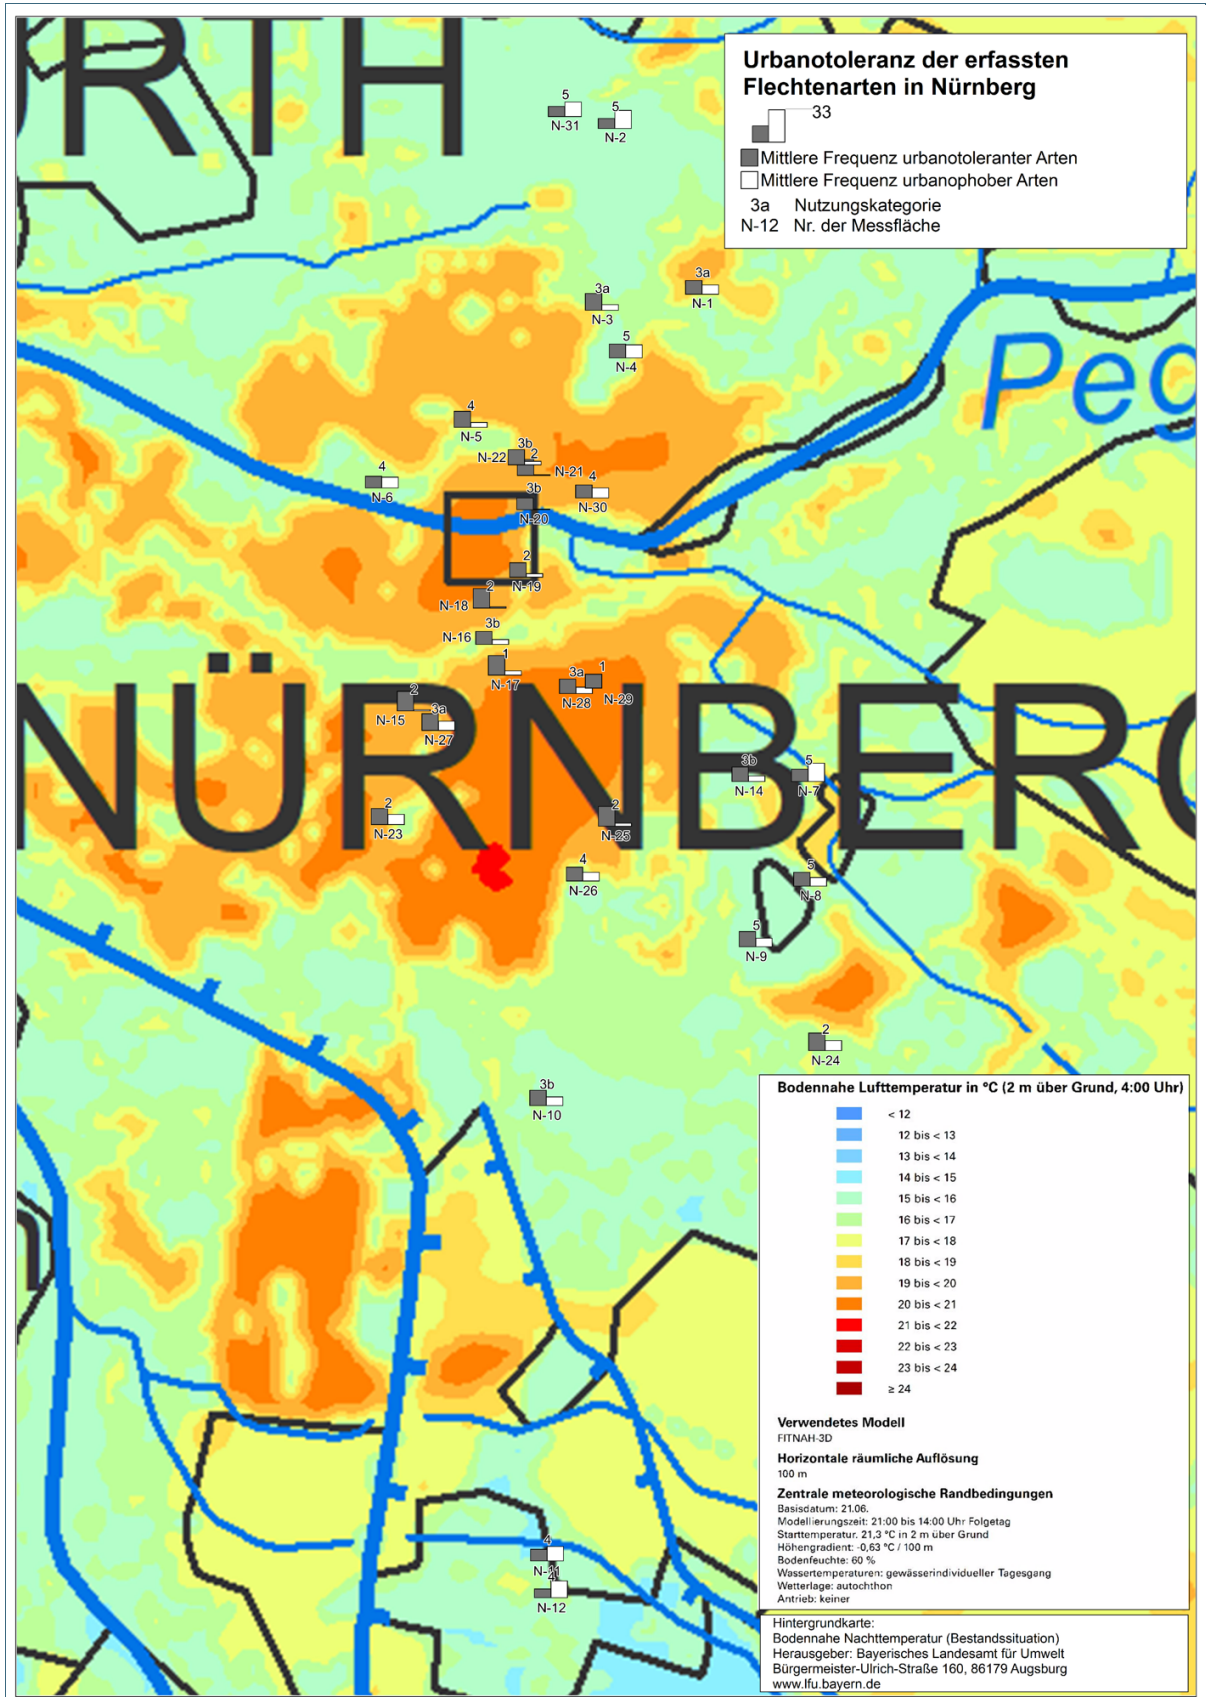 ÜRTH
Urbanotoleranz der erfassten
Flechtenarten in Nürnberg
33
Mittlere Frequenz urbanotoleranter Arten
Mittlere Frequenz urbanophober Arten
3a Nutzungskategorie
N-12 Nr. der Messfläche
5
N-31
5
N-2
3a
N-1
3a
N-3
5
N-4
Peg
4
N-5
3b
N-22
2
N-21
4
N-6
4
N-30
3b
N-20
2
N-19
2
N-18
3b
N-16
1
N-17
3a
N-28
1
N-29
NÜRNBERG
2
N-15
3a
N-27
3b
N-14
5
N-7
2
N-23
2
N-25
4
N-26
5
N-8
5
N-9
2
N-24
3b
N-10
4
N-11
4
N-12
Bodennahe Lufttemperatur in °C (2 m über Grund, 4:00 Uhr)
< 12
12 bis < 13
13 bis < 14
14 bis < 15
15 bis < 16
16 bis < 17
17 bis < 18
18 bis < 19
19 bis < 20
20 bis < 21
21 bis < 22
22 bis < 23
23 bis < 24
≥ 24
Verwendetes Modell
FITNAH-3D
Horizontale räumliche Auflösung
100 m
Zentrale meteorologische Randbedingungen
Basisdatum: 21.06.
Modellierungszeit: 21:00 bis 14:00 Uhr Folgetag
Starttemperatur. 21,3 °C in 2 m über Grund
Höhengradient: -0,63 °C / 100 m
Bodenfeuchte: 60 %
Wassertemperaturen: gewässerindividueller Tagesgang
Wetterlage: autochthon
Antrieb: keiner
Hintergrundkarte:
Bodennahe Nachttemperatur (Bestandssituation)
Herausgeber: Bayerisches Landesamt für Umwelt
Bürgermeister-Ulrich-Straße 160, 86179 Augsburg
www.lfu.bayern.de